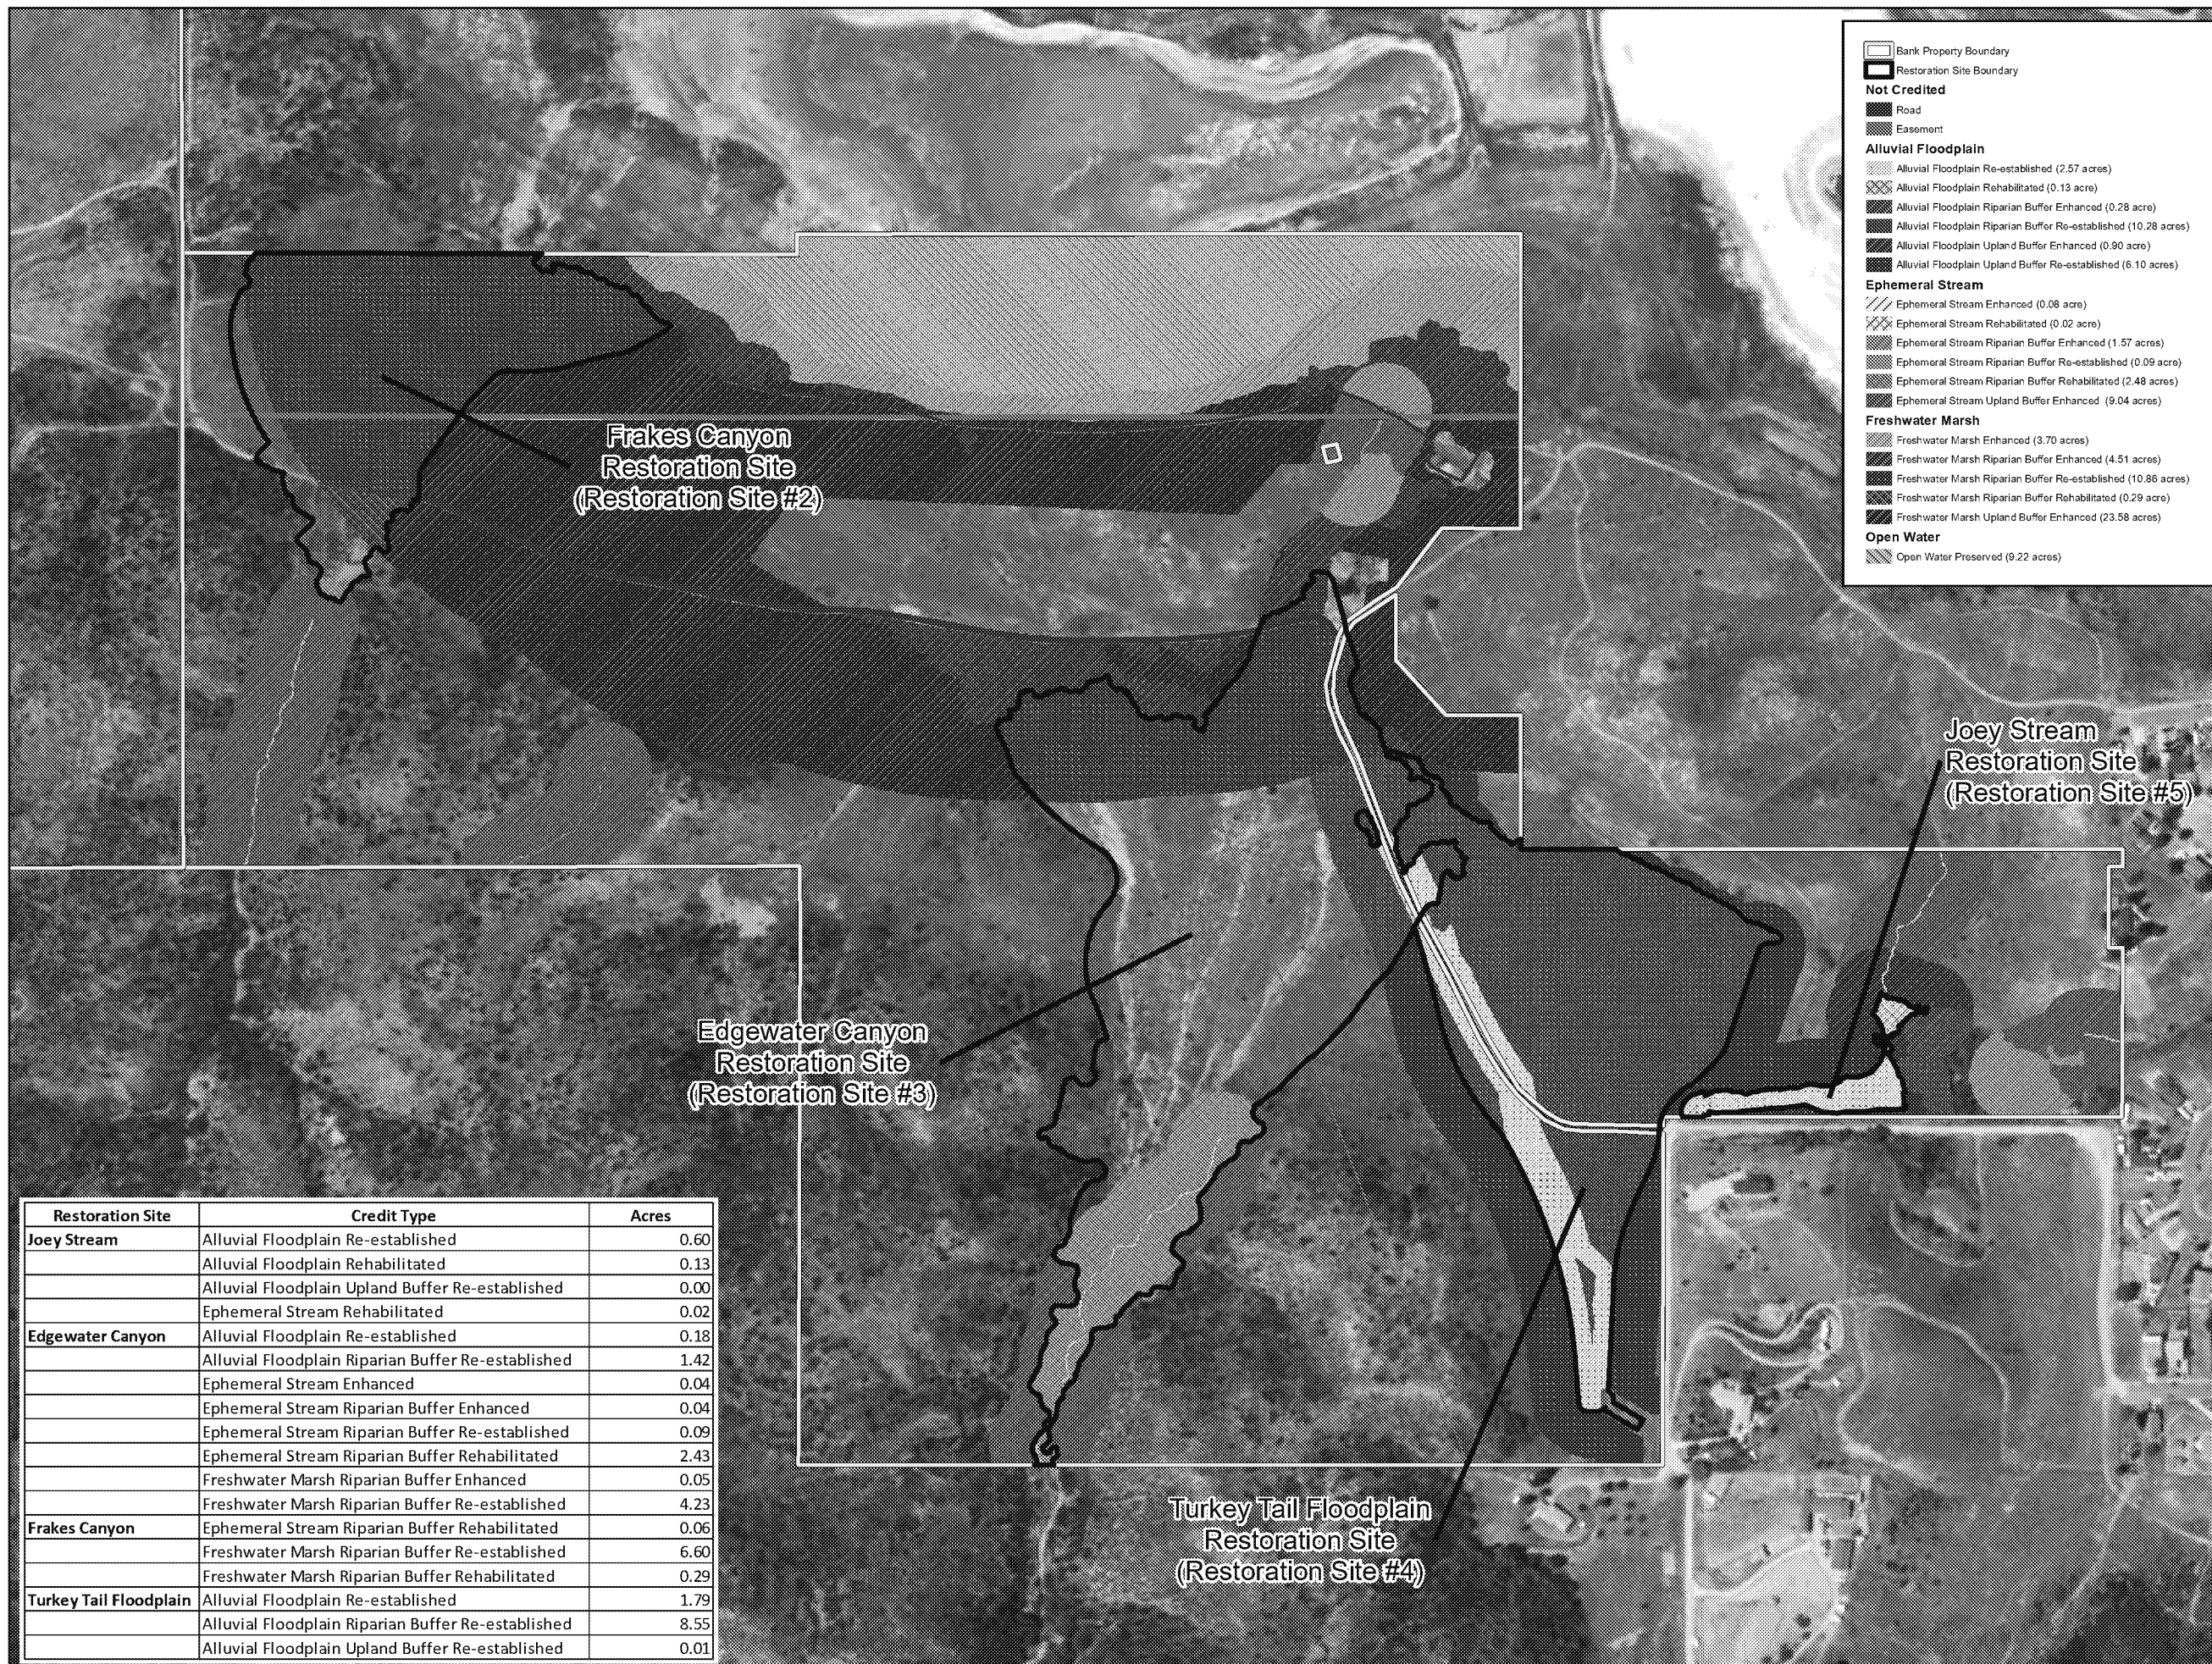 Bank Property Boundary
Restoration Site Boundary
Not Credited
Road
Easement
Alluvial Floodplain
Alluvial Floodplain Re-established (2.57 acres)
Alluvial Floodplain Rehabilitated (0.13 acre)
Alluvial Floodplain Riparian Buffer Enhanced (0.28 acre)
Alluvial Floodplain Riparian Buffer Re-established (10.28 acres)
Alluvial Floodplain Upland Buffer Enhanced (0.90 acre)
Alluvial Floodplain Upland Buffer Re-established (6.10 acres)
Ephemeral Stream
Ephemeral Stream Enhanced (0.08 acre)
Ephemeral Stream Rehabilitated (0.02 acre)
Ephemeral Stream Riparian Buffer Enhanced (1.57 acres)
Ephemeral Stream Riparian Buffer Re-established (0.09 acre)
Ephemeral Stream Riparian Buffer Rehabilitated (2.48 acres)
Ephemeral Stream Upland Buffer Enhanced (9.04 acres)
Freshwater Marsh
Freshwater Marsh Enhanced (3.70 acres)
Freshwater Marsh Riparian Buffer Enhanced (4.51 acres)
Freshwater Marsh Riparian Buffer Re-established (10.86 acres)
Freshwater Marsh Riparian Buffer Rehabilitated (0.29 acre)
Freshwater Marsh Upland Buffer Enhanced (23.58 acres)
Open Water
Open Water Preserved (9.22 acres)
Frakes Canyon
Restoration Site
(Restoration Site #2)
Joey Stream
Restoration Site
(Restoration Site #5)
Edgewater Canyon
Restoration Site
(Restoration Site #3)
Turkey Tail Floodplain
Restoration Site
(Restoration Site #4)
Restoration Site Credit Type Acres
Joey Stream Alluvial Floodplain Re-established 0.60
Alluvial Floodplain Rehabilitated 0.13
Alluvial Floodplain Upland Buffer Re-established 0.00
Ephemeral Stream Rehabilitated 0.02
Edgewater Canyon Alluvial Floodplain Re-established 0.18
Alluvial Floodplain Riparian Buffer Re-established 1.42
Ephemeral Stream Enhanced 0.04
Ephemeral Stream Riparian Buffer Enhanced 0.04
Ephemeral Stream Riparian Buffer Re-established 0.09
Ephemeral Stream Riparian Buffer Rehabilitated 2.43
Freshwater Marsh Riparian Buffer Enhanced 0.05
Freshwater Marsh Riparian Buffer Re-established 4.23
Frakes Canyon Ephemeral Stream Riparian Buffer Rehabilitated 0.06
Freshwater Marsh Riparian Buffer Re-established 6.60
Freshwater Marsh Riparian Buffer Rehabilitated 0.29
Turkey Tail Floodplain Alluvial Floodplain Re-established 1.79
Alluvial Floodplain Riparian Buffer Re-established 8.55
Alluvial Floodplain Upland Buffer Re-established 0.01